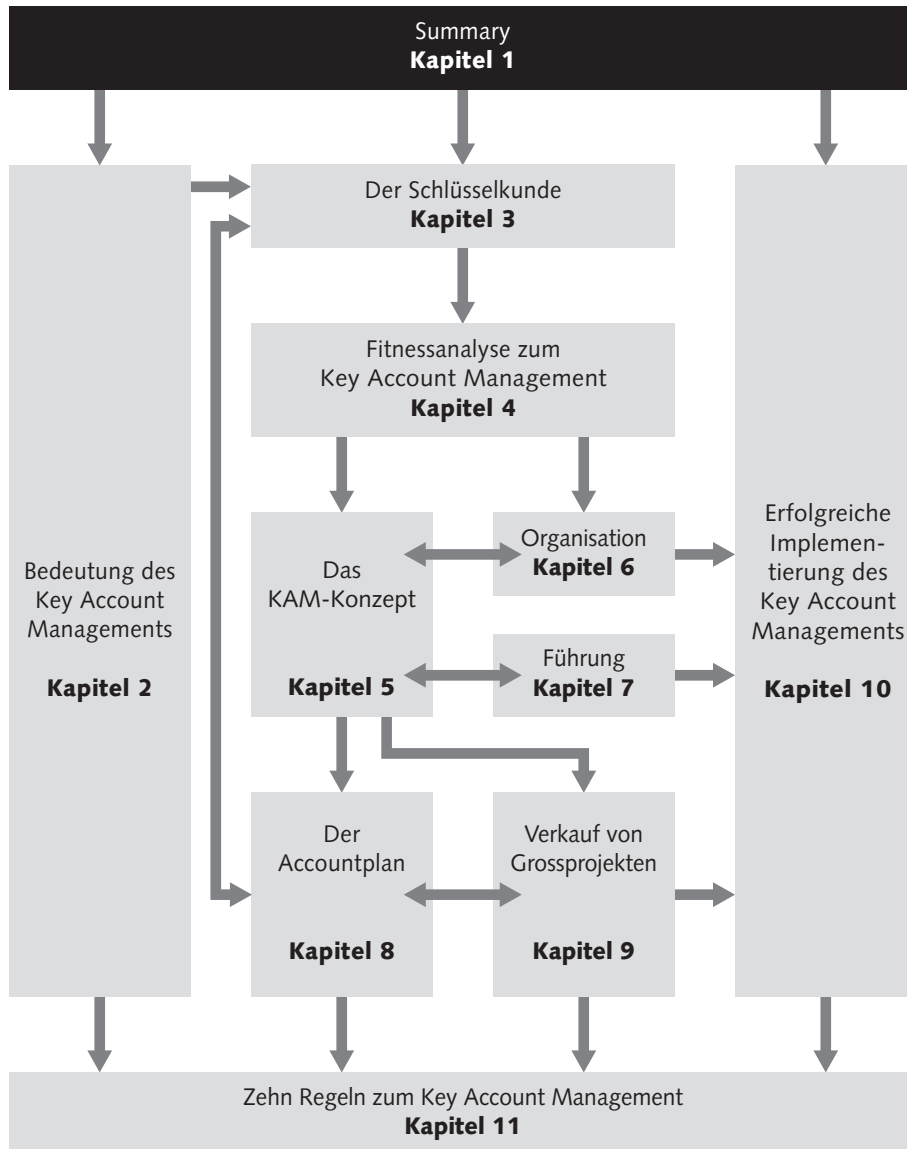 Summary
Kapitel 1
Der Schlüsselkunde
Kapitel 3
Fitnessanalyse zum
Key Account Management
Kapitel 4
Bedeutung des
Key Account
Managements
Kapitel 2
Das
KAM-Konzept
Kapitel 5
Organisation
Kapitel 6
Führung
Kapitel 7
Der
Accountplan
Kapitel 8
Verkauf von
Grossprojekten
Kapitel 9
Erfolgreiche
Implemen-
tierung des
Key Account
Managements
Kapitel 10
Zehn Regeln zum Key Account Management
Kapitel 11